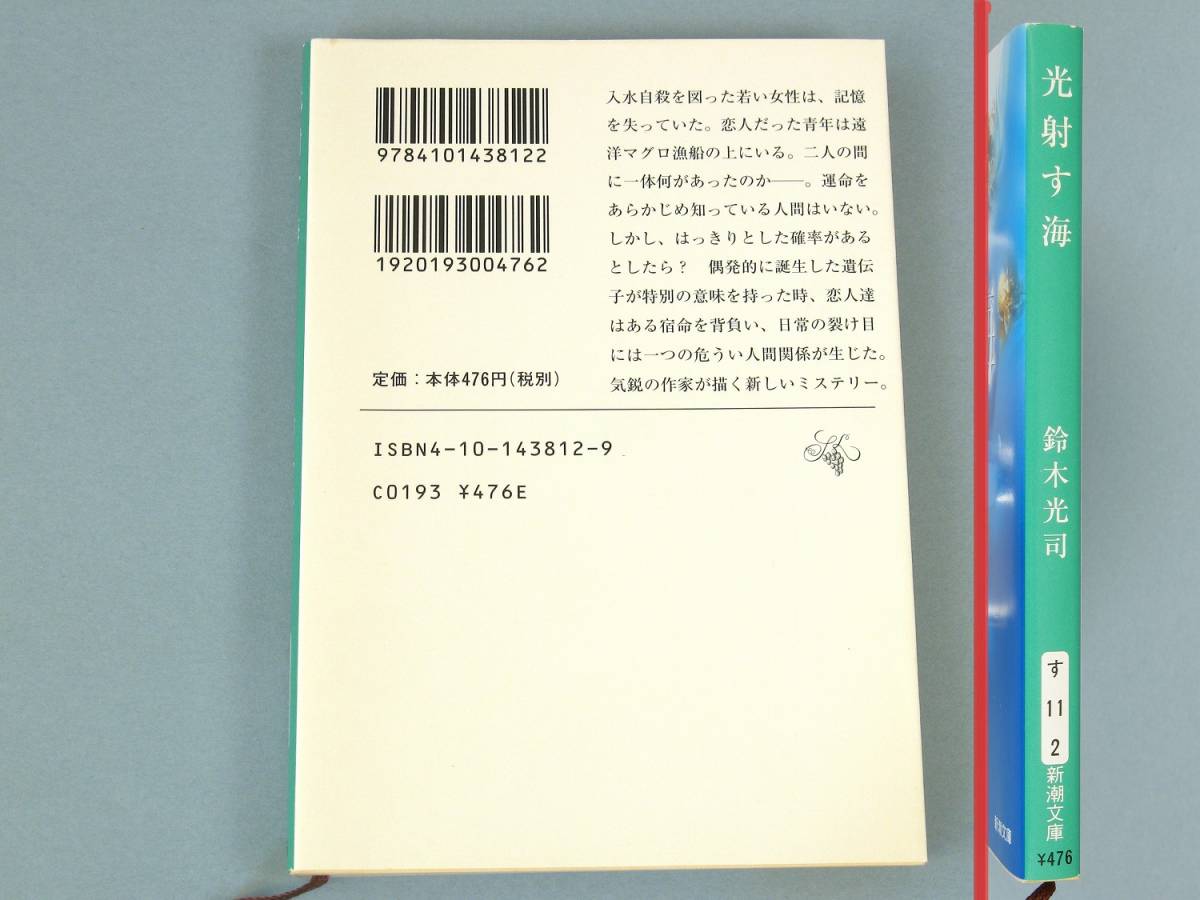 9784101438122
1920193004762
定価：本体476円(税別)
入水自殺を図った若い女性は、記憶
を失っていた。恋人だった青年は遠
洋マグロ漁船の上にいる。二人の間
に一体何があったのか――。運命を
あらかじめ知っている人間はいない。
しかし、はっきりとした確率がある
としたら？　偶発的に誕生した遺伝
子が特別の意味を持った時、恋人達
はある宿命を背負い、日常の裂け目
には一つの危うい人間関係が生じた。
気鋭の作家が描く新しいミステリー。
ISBN4-10-143812-9
C0193 ¥476E
光射す海
鈴木光司
す
11
2
新潮文庫
¥476
新潮文庫